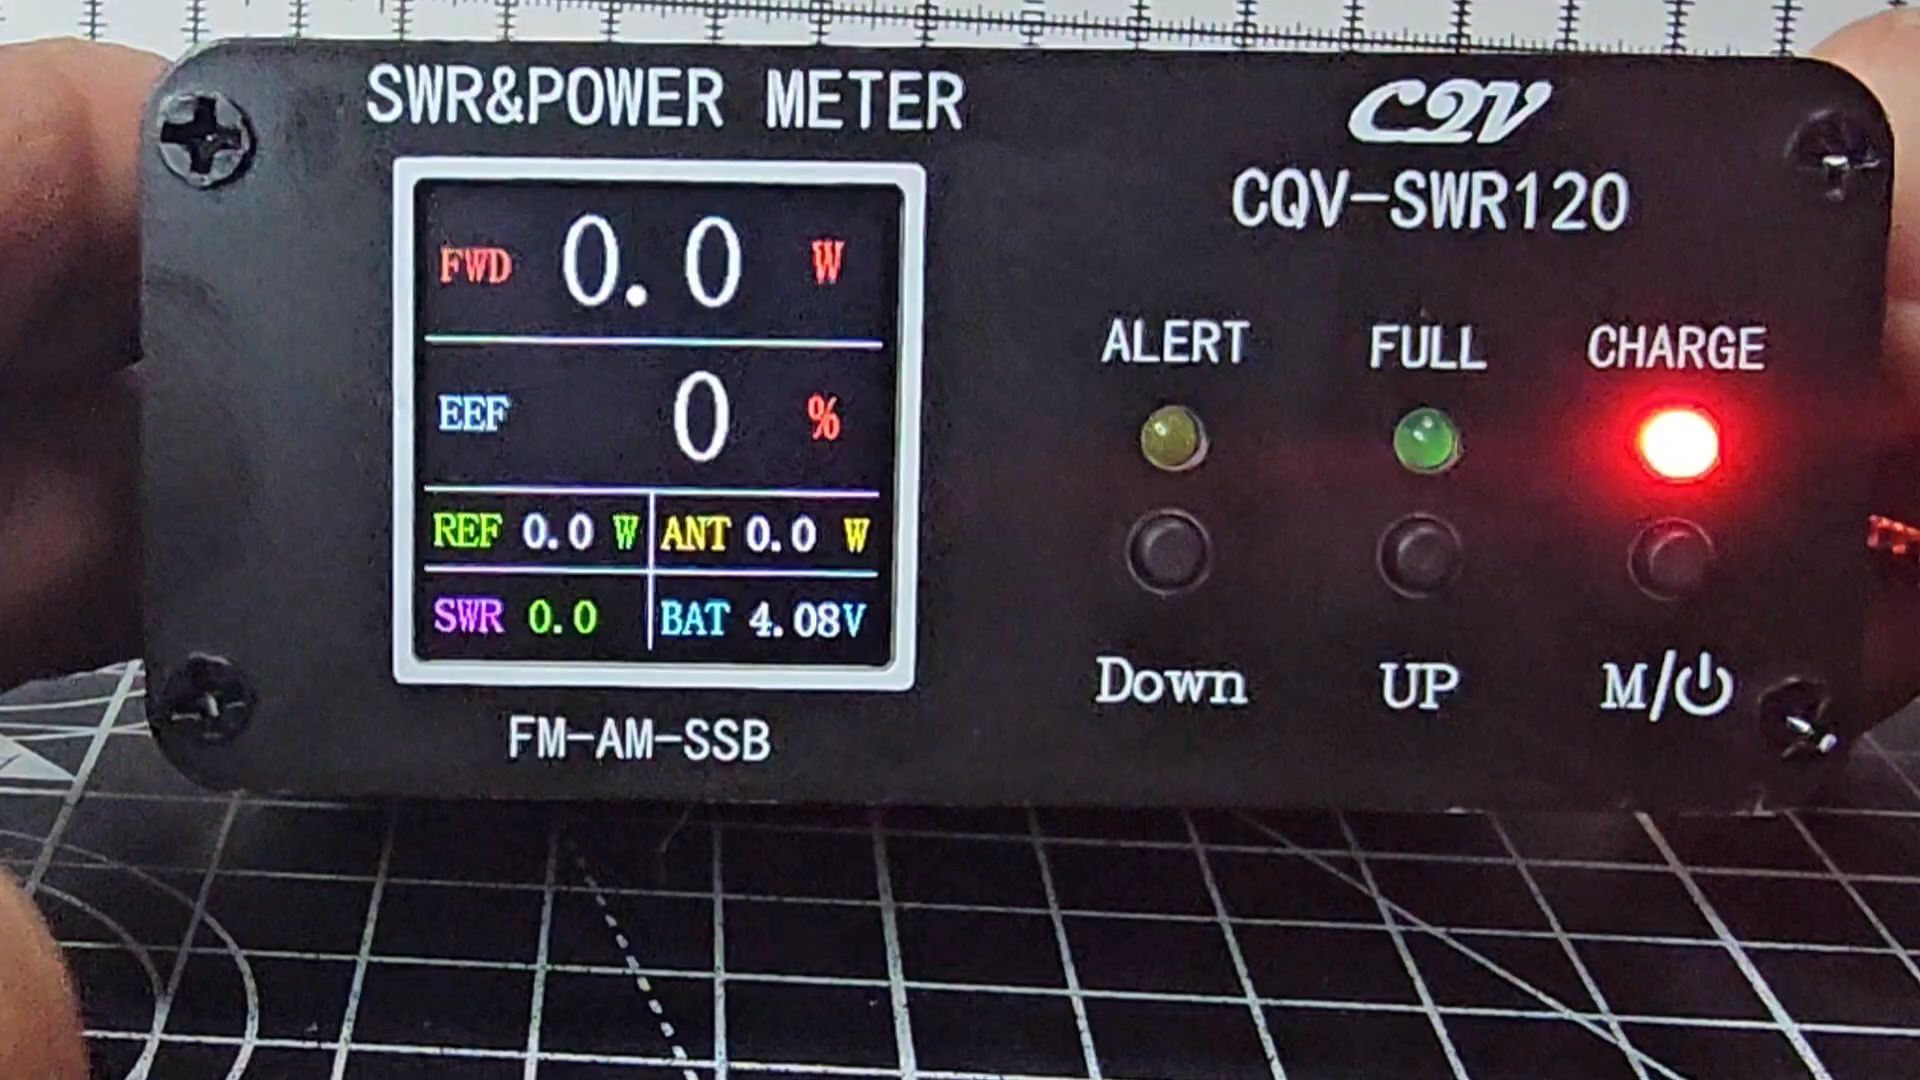 SWR&POWER METER
CQV
CQV-SWR120
FWD 0.0 W
EEF 0 %
REF 0.0 W ANT 0.0 W
SWR 0.0 BAT 4.08V
FM-AM-SSB
ALERT FULL CHARGE
Down UP M/⏻